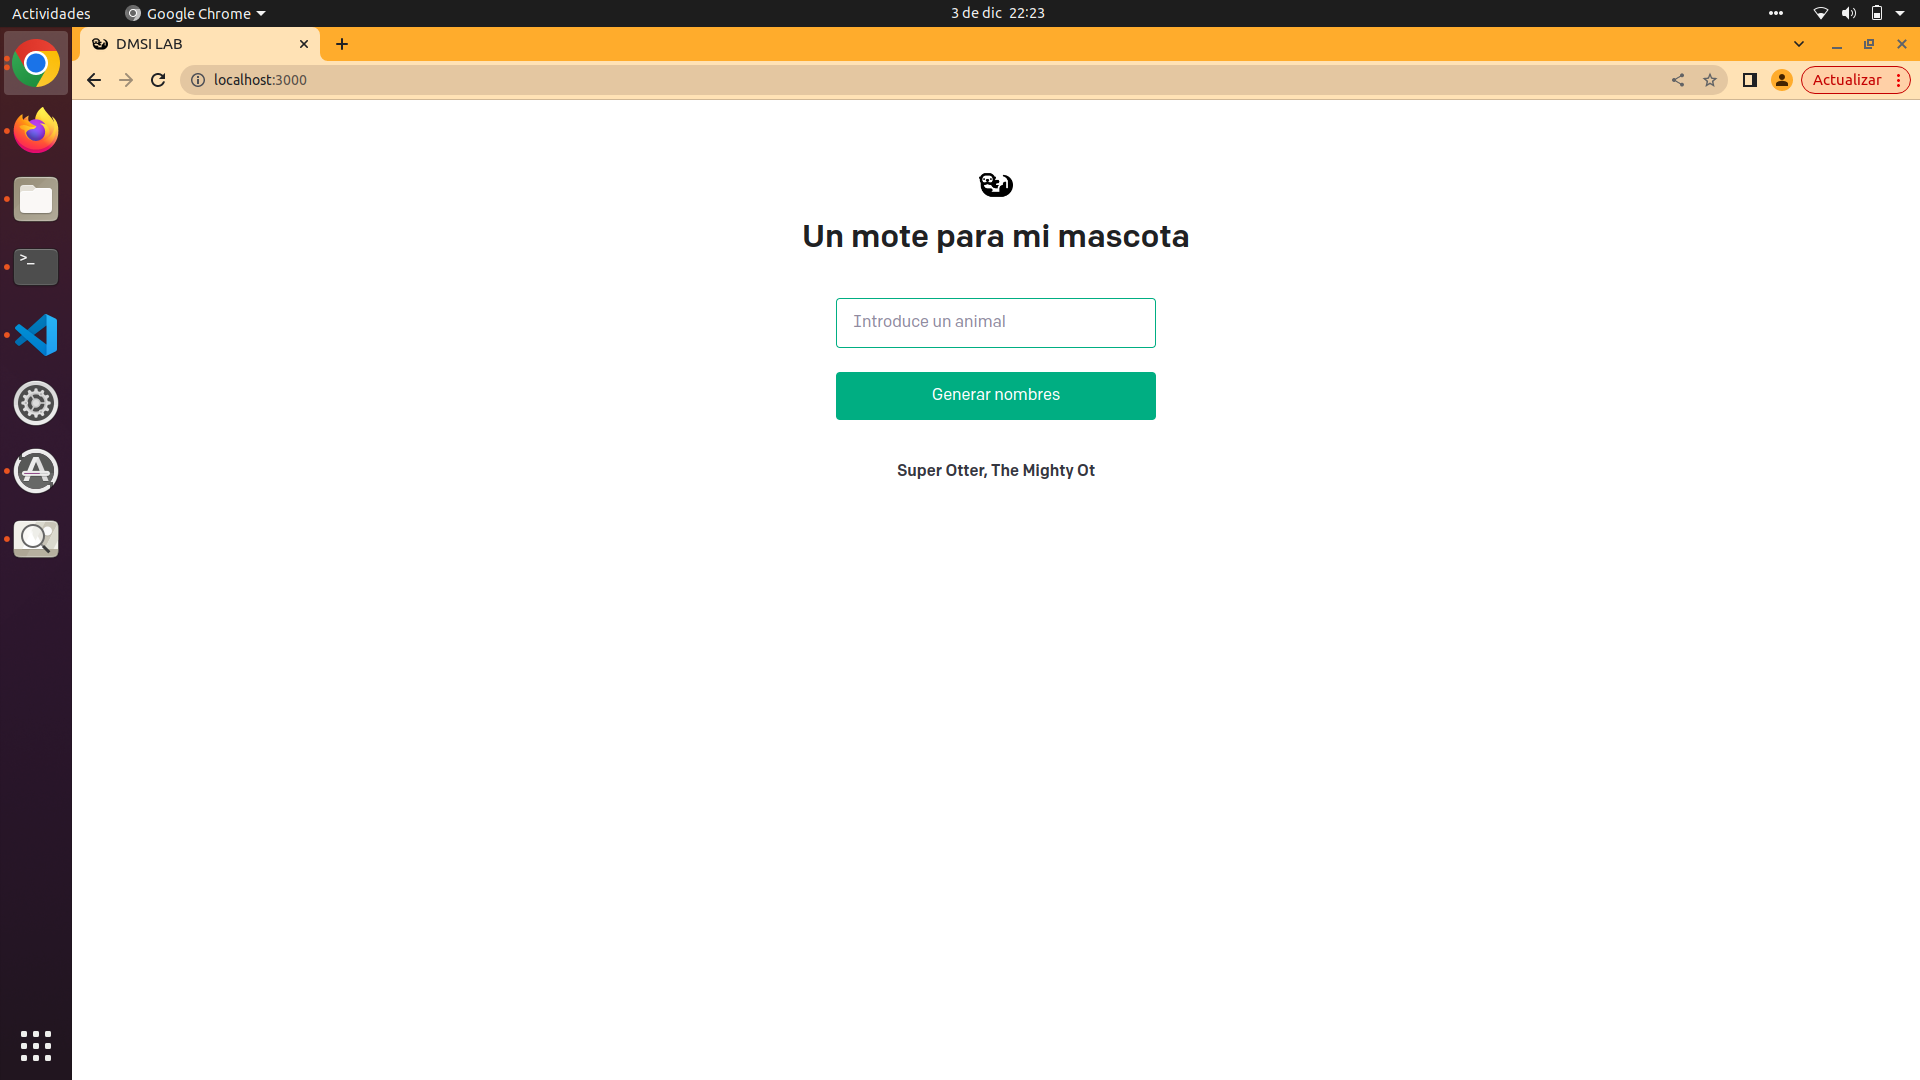 Actividades
Google Chrome
3 de dic 22:23
DMSI LAB
localhost:3000
Actualizar
Un mote para mi mascota
Introduce un animal
Generar nombres
Super Otter, The Mighty Ot